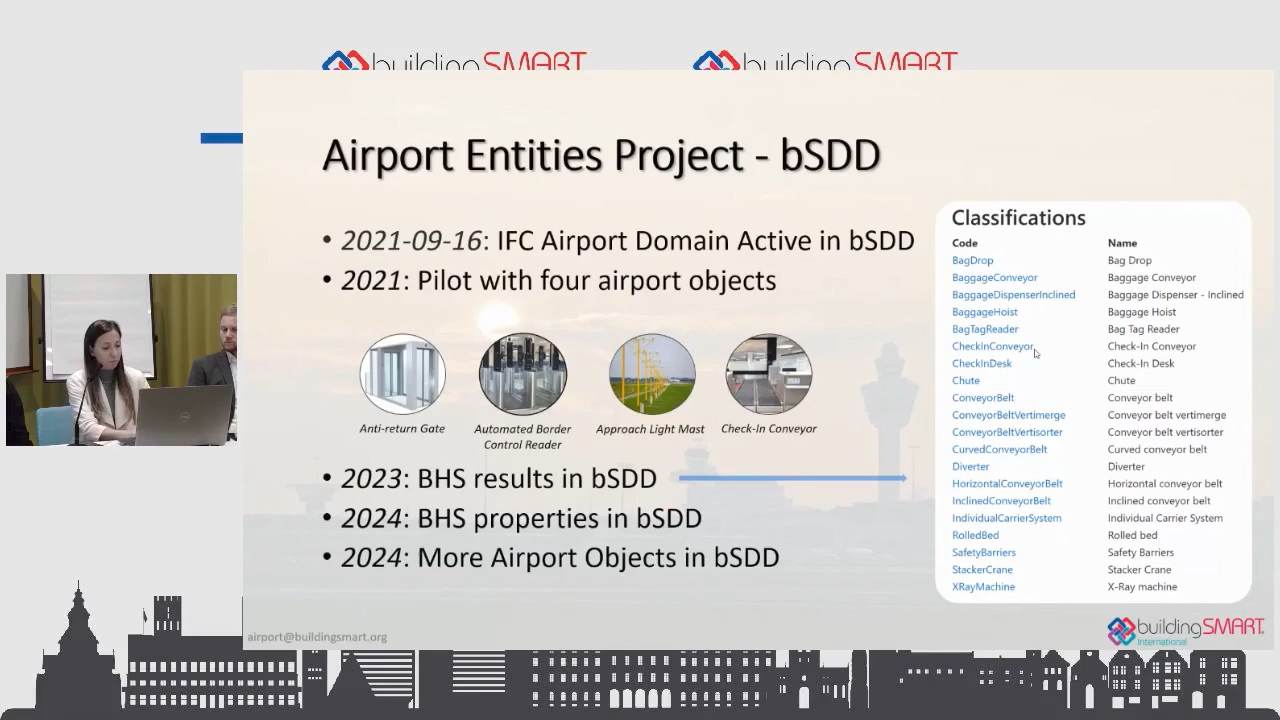 buildingSMART buildingSMART
Airport Entities Project - bSDD
• 2021-09-16: IFC Airport Domain Active in bSDD
• 2021: Pilot with four airport objects
Anti-return Gate
Automated Border
Control Reader
Approach Light Mast
Check-In Conveyor
• 2023: BHS results in bSDD
• 2024: BHS properties in bSDD
• 2024: More Airport Objects in bSDD
Classifications
Code Name
BagDrop Bag Drop
BaggageConveyor Baggage Conveyor
BaggageDispenserInclined Baggage Dispenser - Inclined
BaggageHoist Baggage Hoist
BagTagReader Bag Tag Reader
CheckInConveyor Check-In Conveyor
CheckInDesk Check-In Desk
Chute Chute
ConveyorBelt Conveyor belt
ConveyorBeltVertimerge Conveyor belt vertimerge
ConveyorBeltVertisorter Conveyor belt vertisorter
CurvedConveyorBelt Curved conveyor belt
Diverter Diverter
HorizontalConveyorBelt Horizontal conveyor belt
InclinedConveyorBelt Inclined conveyor belt
IndividualCarrierSystem Individual Carrier System
RolledBed Rolled bed
SafetyBarriers Safety Barriers
StackerCrane Stacker Crane
XRayMachine X-Ray machine
airport@buildingsmart.org
buildingSMART
International